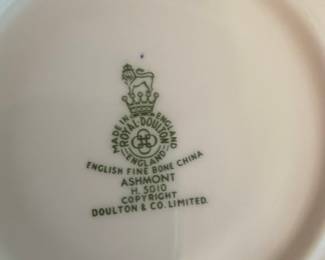 MADE IN ENGLAND
ROYAL DOULTON
ENGLAND
ENGLISH FINE BONE CHINA
ASHMONT
H. 5010
COPYRIGHT
DOULTON & CO. LIMITED.